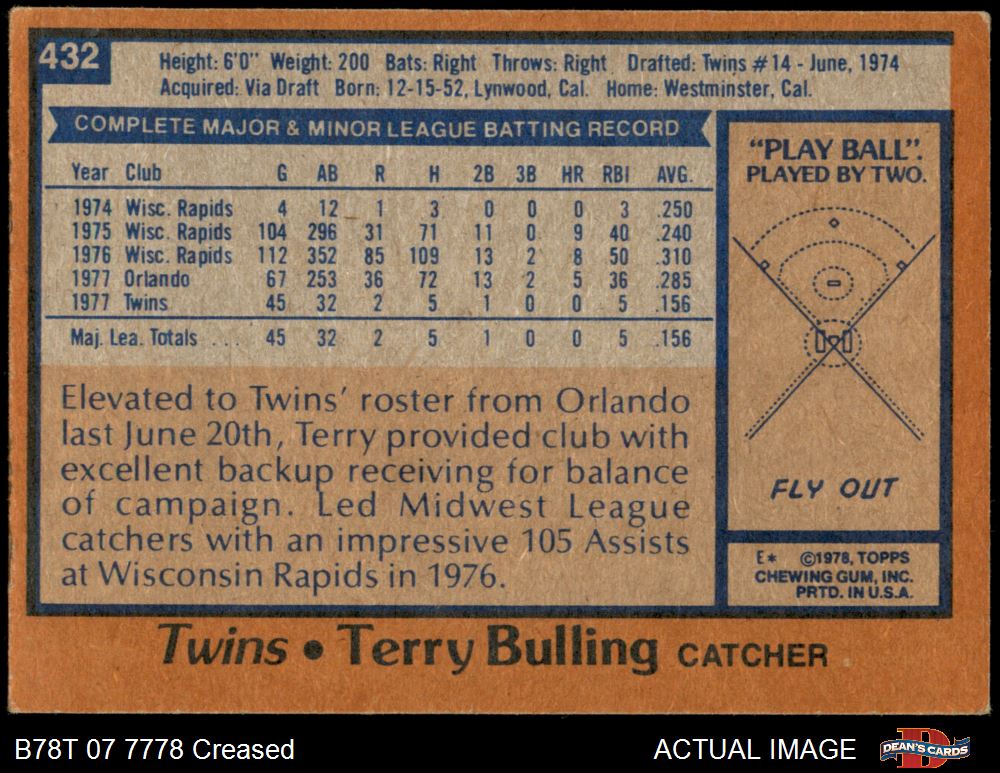 432
Height: 6'0" Weight: 200 Bats: Right Throws: Right Drafted: Twins #14 - June, 1974
Acquired: Via Draft Born: 12-15-52, Lynwood, Cal. Home: Westminster, Cal.
COMPLETE MAJOR & MINOR LEAGUE BATTING RECORD
Year Club G AB R H 2B 3B HR RBI AVG.
1974 Wisc. Rapids 4 12 1 3 0 0 0 3 .250
1975 Wisc. Rapids 104 296 31 71 11 0 9 40 .240
1976 Wisc. Rapids 112 352 85 109 13 2 8 50 .310
1977 Orlando 67 253 36 72 13 2 5 36 .285
1977 Twins 45 32 2 5 1 0 0 5 .156
Maj. Lea. Totals .... 45 32 2 5 1 0 0 5 .156
Elevated to Twins' roster from Orlando
last June 20th, Terry provided club with
excellent backup receiving for balance
of campaign. Led Midwest League
catchers with an impressive 105 Assists
at Wisconsin Rapids in 1976.
"PLAY BALL".
PLAYED BY TWO.
FLY OUT
E* ©1978, TOPPS
CHEWING GUM, INC.
PRTD. IN U.S.A.
Twins • Terry Bulling CATCHER
B78T 07 7778 Creased
ACTUAL IMAGE
DEAN'S CARDS